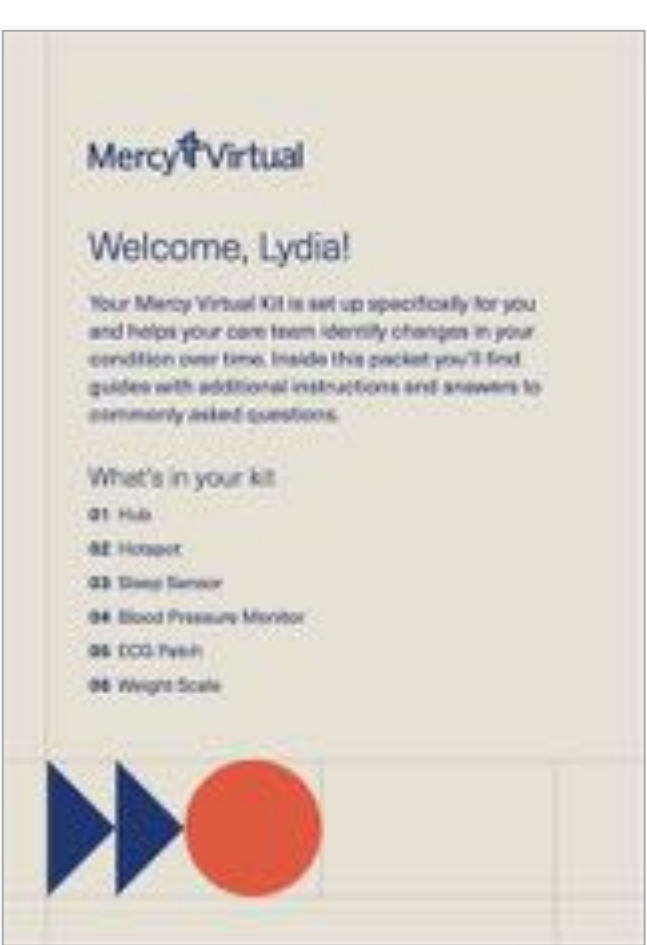 Mercy Virtual
Welcome, Lydia!
Your Mercy Virtual Kit is set up specifically for you
and helps your care team identify changes in your
condition over time. Inside this packet you'll find
guides with additional instructions and answers to
commonly asked questions.
What's in your kit
01 Hub
02 Hotspot
03 Sleep Sensor
04 Blood Pressure Monitor
05 ECG Patch
06 Weight Scale